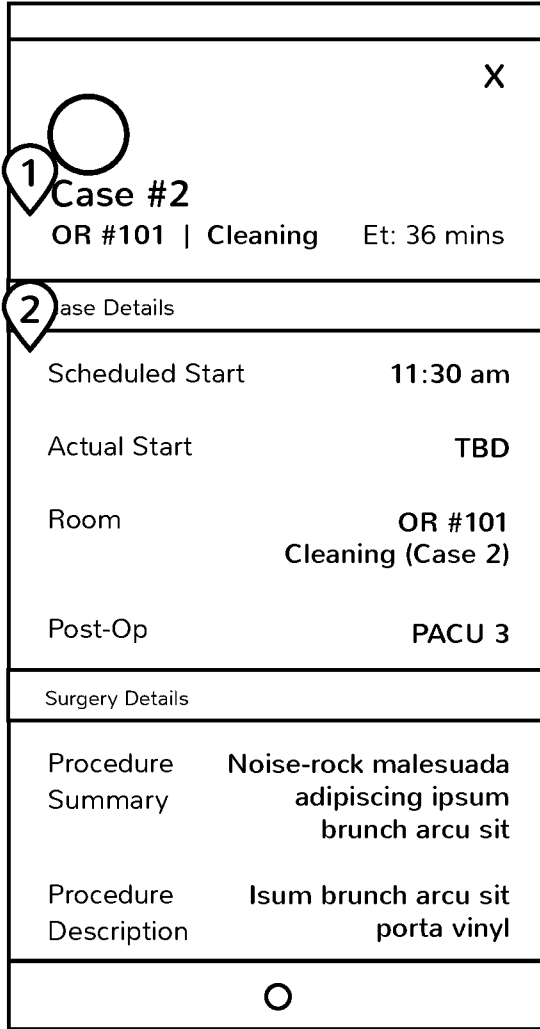 X
1
Case #2
OR #101 | Cleaning Et: 36 mins
2
ase Details
Scheduled Start 11:30 am
Actual Start TBD
Room OR #101
Cleaning (Case 2)
Post-Op PACU 3
Surgery Details
Procedure Noise-rock malesuada
Summary adipiscing ipsum
brunch arcu sit
Procedure Isum brunch arcu sit
Description porta vinyl